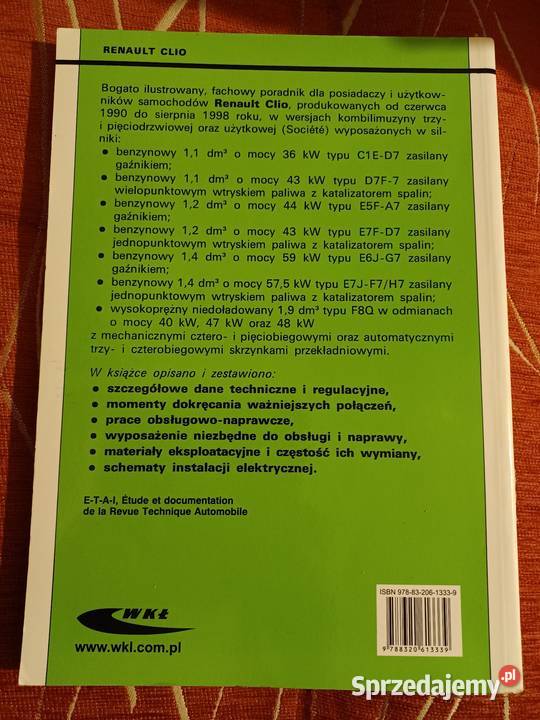 RENAULT CLIO
Bogato ilustrowany, fachowy poradnik dla posiadaczy i użytkow-
ników samochodów Renault Clio, produkowanych od czerwca
1990 do sierpnia 1998 roku, w wersjach kombilimuzyny trzy-
i pięciodrzwiowej oraz użytkowej (Société) wyposażonych w sil-
niki:
• benzynowy 1,1 dm³ o mocy 36 kW typu C1E-D7 zasilany
gaźnikiem;
• benzynowy 1,1 dm³ o mocy 43 kW typu D7F-7 zasilany
wielopunktowym wtryskiem paliwa z katalizatorem spalin;
• benzynowy 1,2 dm³ o mocy 44 kW typu E5F-A7 zasilany
gaźnikiem;
• benzynowy 1,2 dm³ o mocy 43 kW typu E7F-D7 zasilany
jednopunktowym wtryskiem paliwa z katalizatorem spalin;
• benzynowy 1,4 dm³ o mocy 59 kW typu E6J-G7 zasilany
gaźnikiem;
• benzynowy 1,4 dm³ o mocy 57,5 kW typu E7J-F7/H7 zasilany
jednopunktowym wtryskiem paliwa z katalizatorem spalin;
• wysokoprężny niedoładowany 1,9 dm³ typu F8Q w odmianach
o mocy 40 kW, 47 kW oraz 48 kW
z mechanicznymi cztero- i pięciobiegowymi oraz automatycznymi
trzy- i czterobiegowymi skrzynkami przekładniowymi.
W książce opisano i zestawiono:
• szczegółowe dane techniczne i regulacyjne,
• momenty dokręcania ważniejszych połączeń,
• prace obsługowo-naprawcze,
• wyposażenie niezbędne do obsługi i naprawy,
• materiały eksploatacyjne i częstość ich wymiany,
• schematy instalacji elektrycznej.
E-T-A-I, Étude et documentation
de la Revue Technique Automobile
ISBN 978-83-206-1333-9
9 788320 613339
WKŁ
www.wkl.com.pl
Sprzedajemy.pl